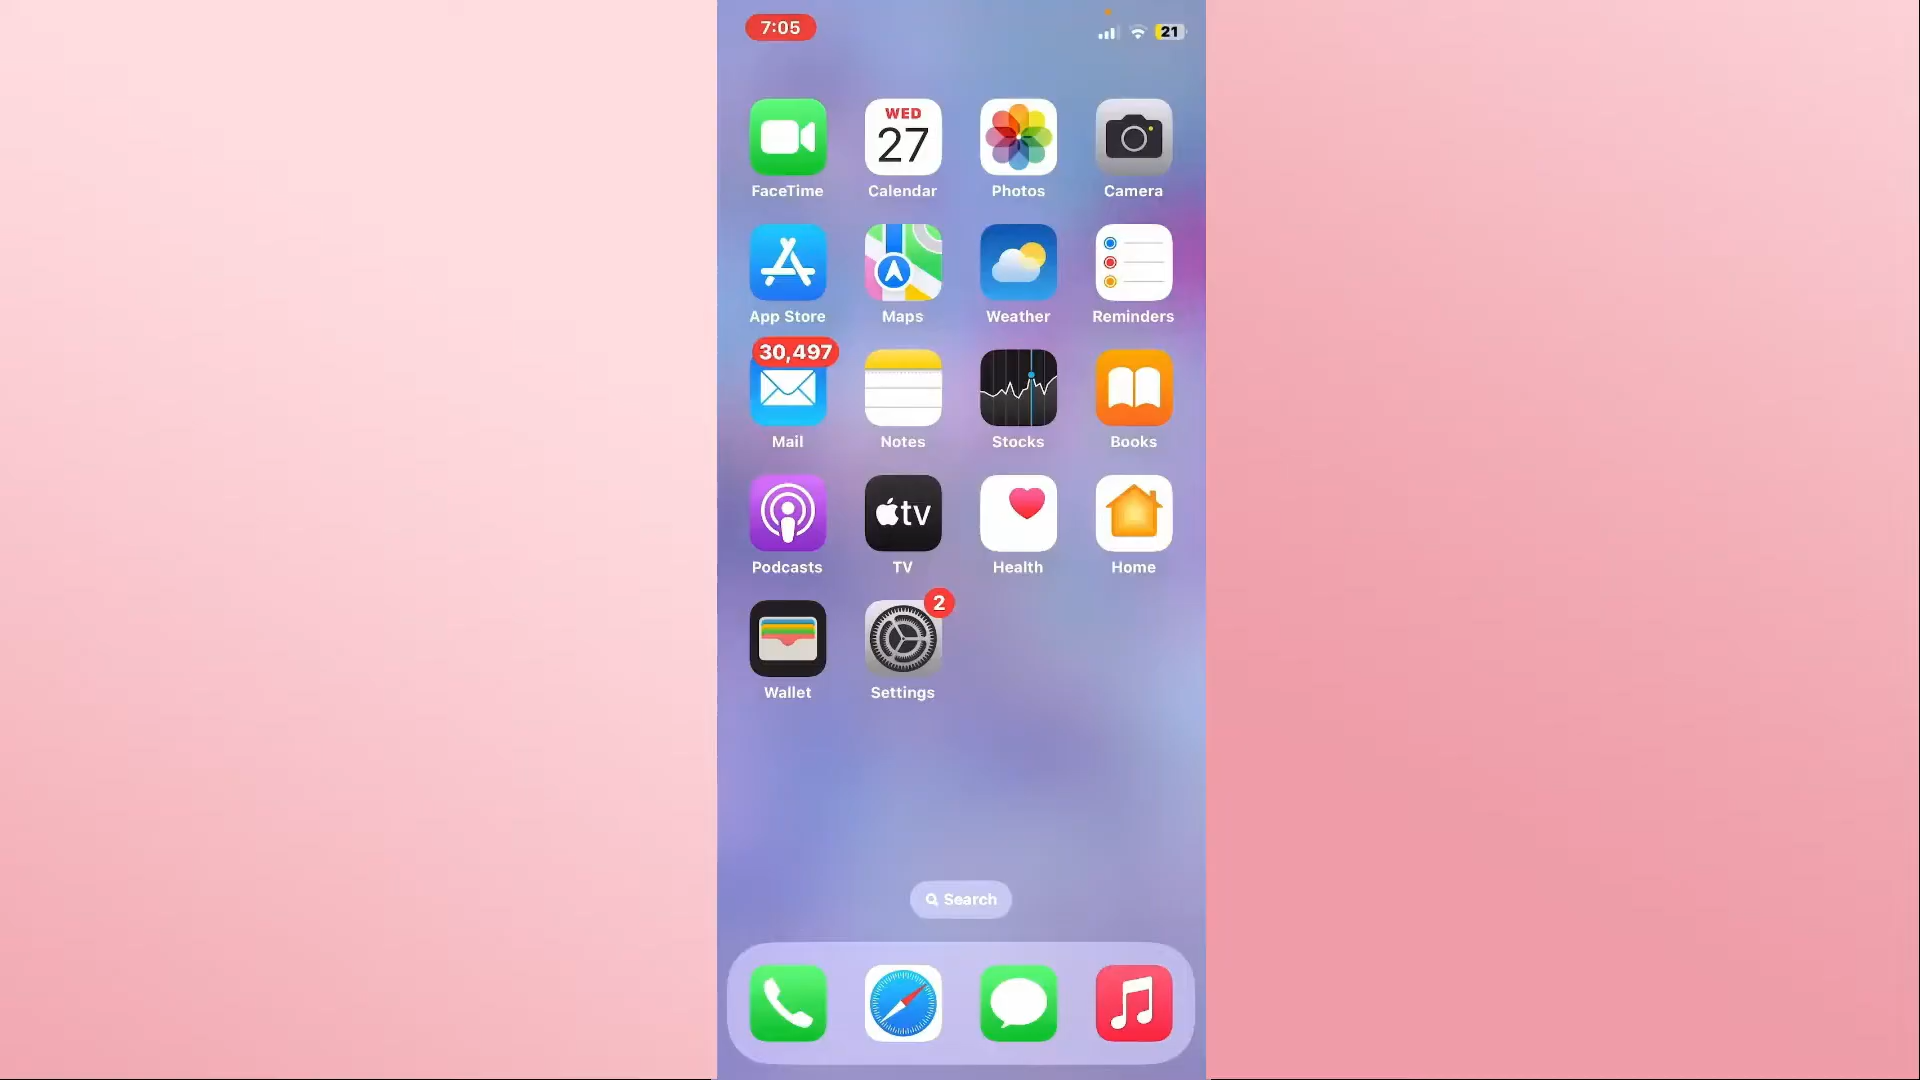 7:05
21
WED
27
FaceTime
Calendar
Photos
Camera
App Store
Maps
Weather
Reminders
30,497
Mail
Notes
Stocks
Books
tv
Podcasts
TV
Health
Home
2
Wallet
Settings
Search